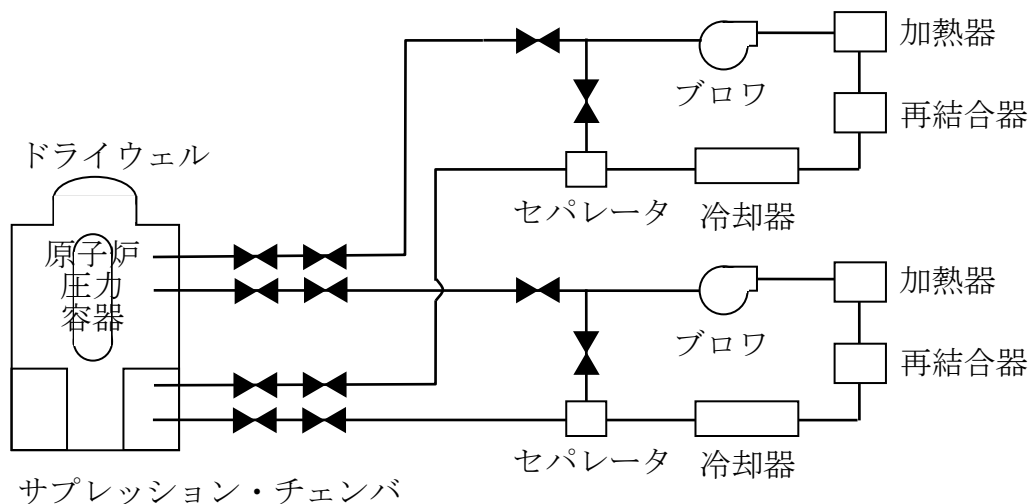 加熱器
ブロワ
再結合器
ドライウェル
セパレータ
冷却器
原子炉
圧力
容器
加熱器
ブロワ
再結合器
セパレータ
冷却器
サプレッション・チェンバ